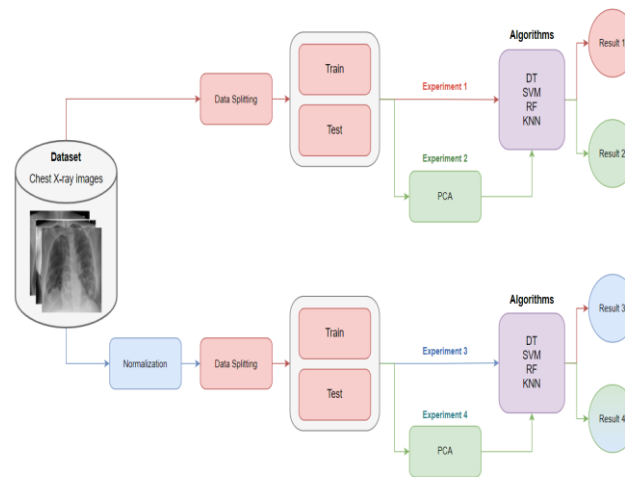 Algorithms
Result 1
Train
DT
SVM
RF
KNN
Experiment 1
Data Splitting
Test
Dataset
Chest X-ray images
Experiment 2
PCA
Result 2
Algorithms
Result 3
Train
DT
SVM
RF
KNN
Experiment 3
Normalization
Data Splitting
Test
Experiment 4
PCA
Result 4